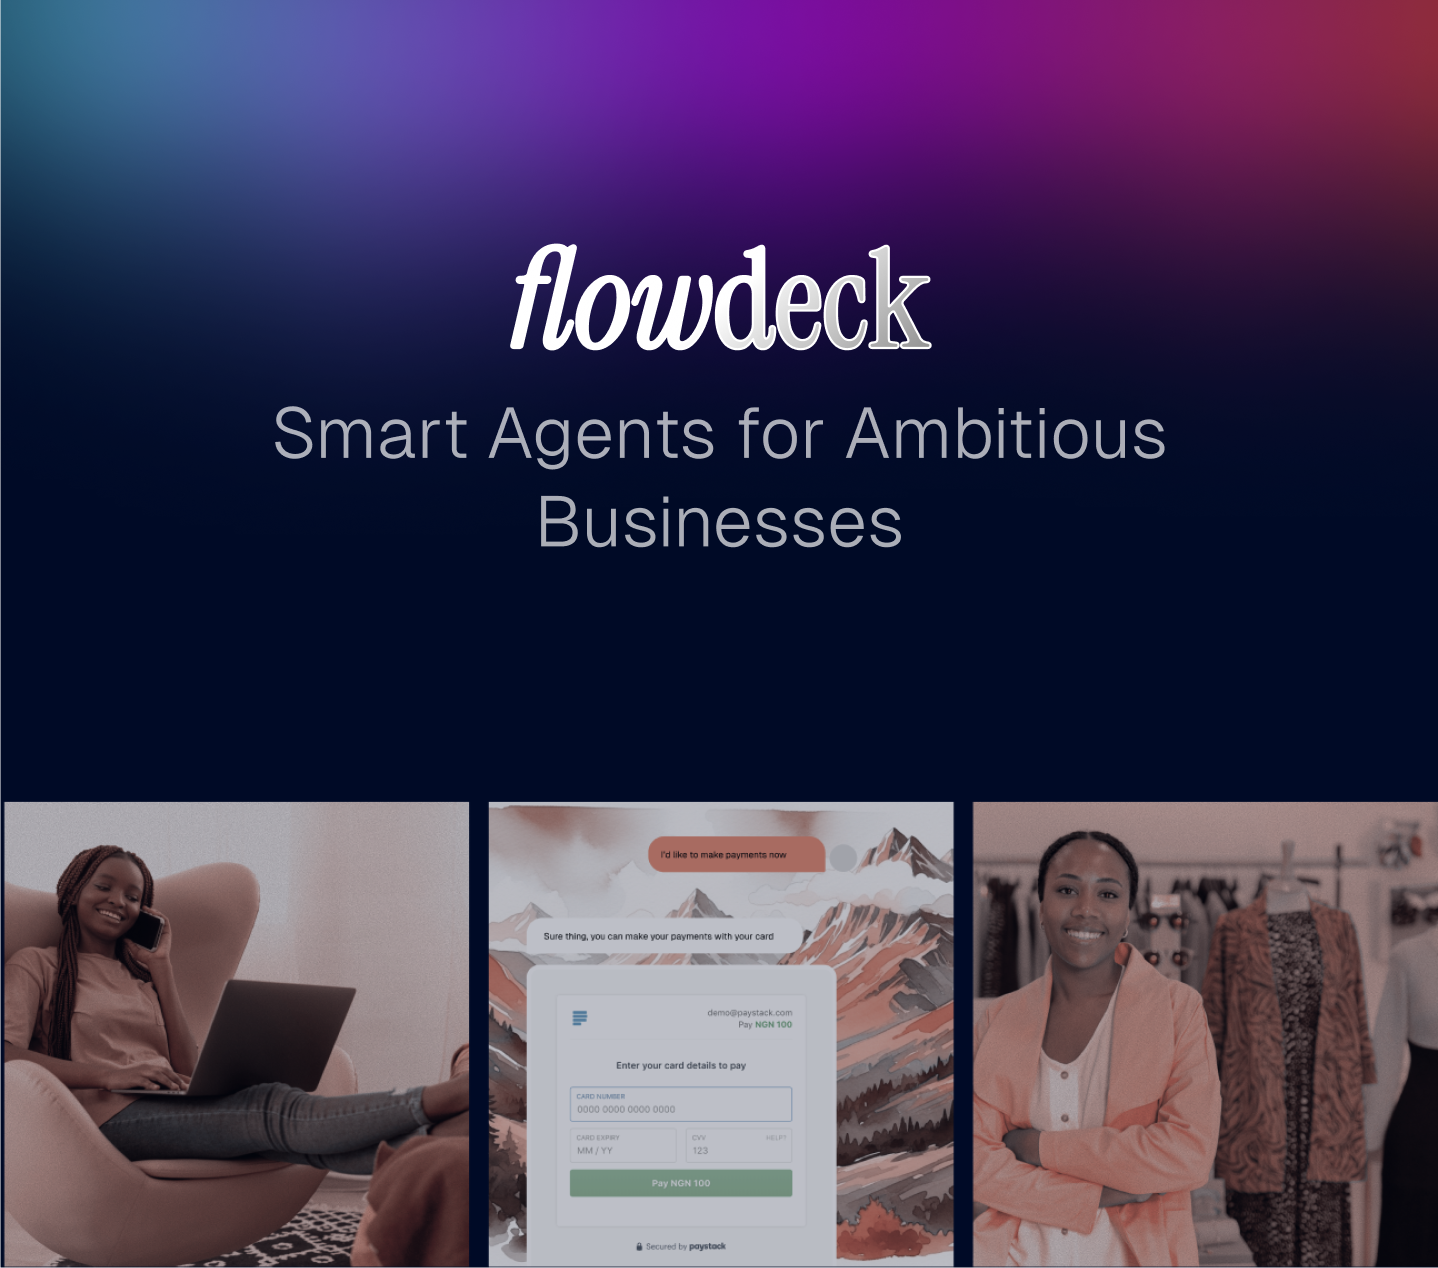 flowdeck
Smart Agents for Ambitious
Businesses
I'd like to make payments now
Sure thing, you can make your payments with your card
demo@paystack.com
Pay NGN 100
Enter your card details to pay
CARD NUMBER
0000 0000 0000 0000
CARD EXPIRY
MM / YY
CVV
HELP?
123
Pay NGN 100
Secured by paystack